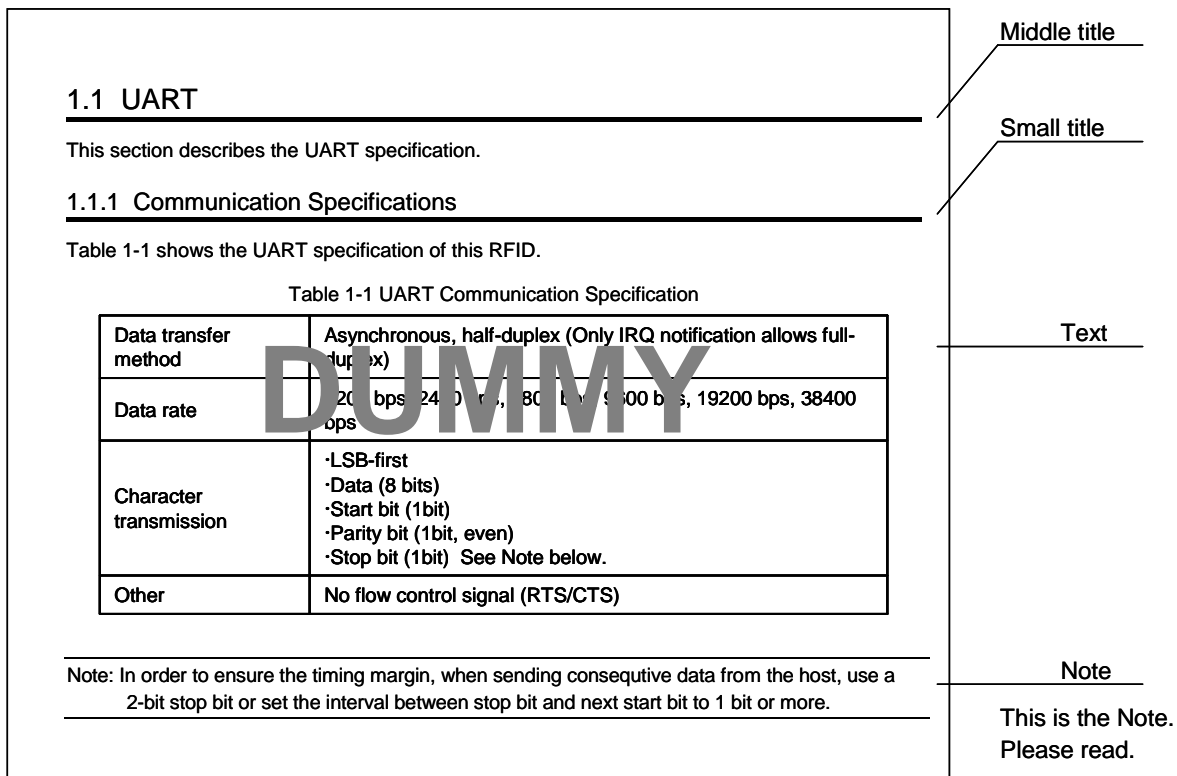 Middle title
1.1 UART
Small title
This section describes the UART specification.
1.1.1 Communication Specifications
Table 1-1 shows the UART specification of this RFID.
Table 1-1 UART Communication Specification
Data transfer
method
Asynchronous, half-duplex (Only IRQ notification allows full-
duplex)
Text
DUMMY
Data rate
bps, 9600 bps, 19200 bps, 38400
bps
Character
transmission
·LSB-first
·Data (8 bits)
·Start bit (1bit)
·Parity bit (1bit, even)
·Stop bit (1bit) See Note below.
Other
No flow control signal (RTS/CTS)
Note: In order to ensure the timing margin, when sending consequtive data from the host, use a
2-bit stop bit or set the interval between stop bit and next start bit to 1 bit or more.
Note
This is the Note.
Please read.